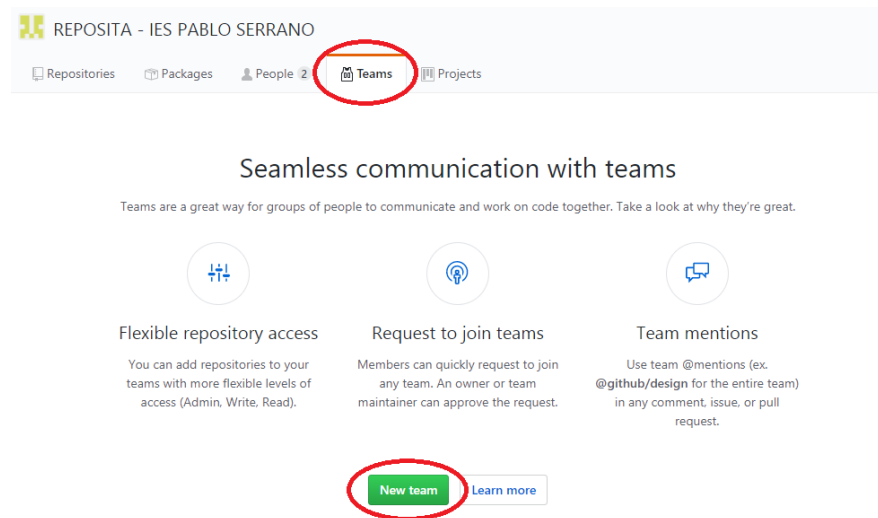 REPOSITA - IES PABLO SERRANO
Repositories Packages People 2 Teams Projects
Seamless communication with teams
Teams are a great way for groups of people to communicate and work on code together. Take a look at why they're great.
Flexible repository access
You can add repositories to your
teams with more flexible levels of
access (Admin, Write, Read).
Request to join teams
Members can quickly request to join
any team. An owner or team
maintainer can approve the request.
Team mentions
Use team @mentions (ex.
@github/design for the entire team)
in any comment, issue, or pull
request.
New team Learn more